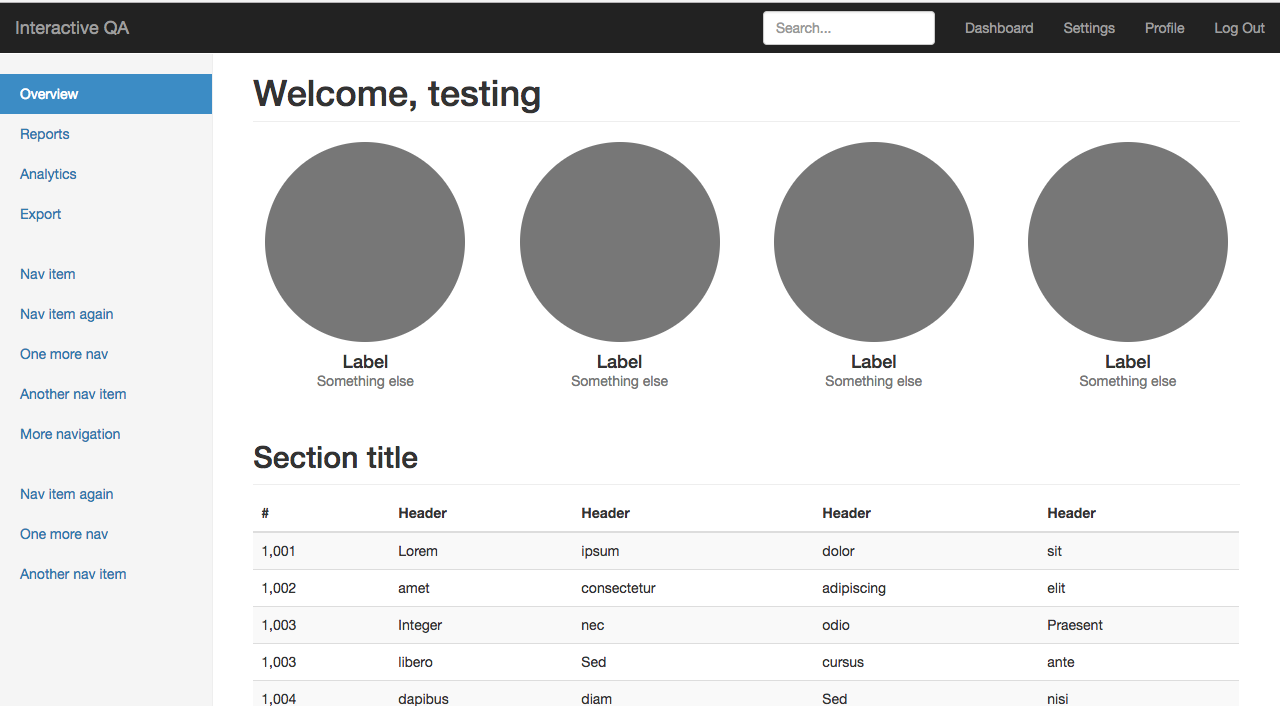 Interactive QA Search... Dashboard Settings Profile Log Out
Overview
Reports
Analytics
Export
Nav item
Nav item again
One more nav
Another nav item
More navigation
Nav item again
One more nav
Another nav item
Welcome, testing
Label Label Label Label
Something else Something else Something else Something else
Section title
# Header Header Header Header
1,001 Lorem ipsum dolor sit
1,002 amet consectetur adipiscing elit
1,003 Integer nec odio Praesent
1,003 libero Sed cursus ante
1,004 dapibus diam Sed nisi